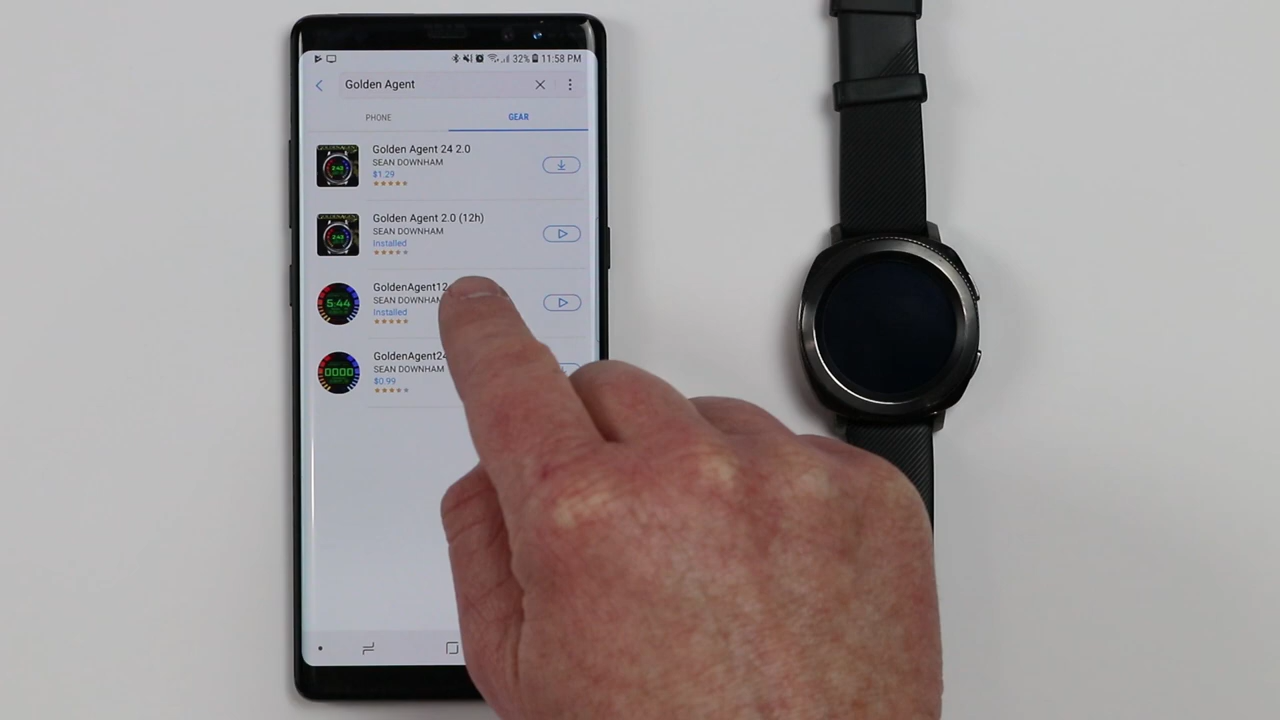 32% 11:58 PM
Golden Agent
PHONE
GEAR
Golden Agent 24 2.0
SEAN DOWNHAM
$1.29
Golden Agent 2.0 (12h)
SEAN DOWNHAM
Installed
GoldenAgent12
SEAN DOWNHAM
Installed
5:44
GoldenAgent24
SEAN DOWNHAM
$0.99
0000